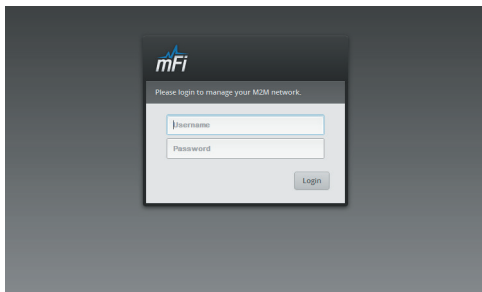 mFi
Please login to manage your M2M network.
Username
Password
Login